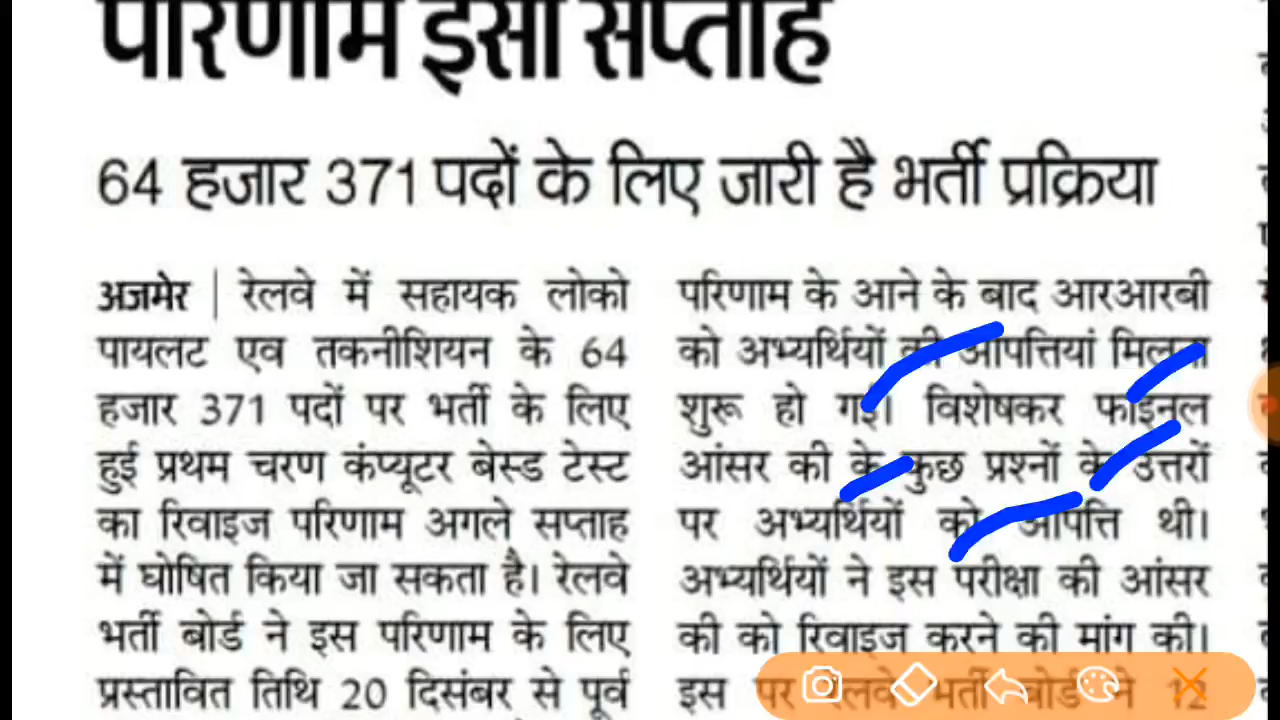 परिणाम इसी सप्ताह
64 हजार 371 पदों के लिए जारी है भर्ती प्रक्रिया
अजमेर | रेलवे में सहायक लोको
पायलट एव तकनीशियन के 64
हजार 371 पदों पर भर्ती के लिए
हुई प्रथम चरण कंप्यूटर बेस्ड टेस्ट
का रिवाइज परिणाम अगले सप्ताह
में घोषित किया जा सकता है। रेलवे
भर्ती बोर्ड ने इस परिणाम के लिए
प्रस्तावित तिथि 20 दिसंबर से पूर्व
परिणाम के आने के बाद आरआरबी
को अभ्यर्थियों की आपत्तियां मिलना
शुरू हो गई। विशेषकर फाइनल
आंसर की के कुछ प्रश्नों के उत्तरों
पर अभ्यर्थियों को आपत्ति थी।
अभ्यर्थियों ने इस परीक्षा की आंसर
की को रिवाइज करने की मांग की।
इस पर रेलवे भर्ती बोर्ड ने 12